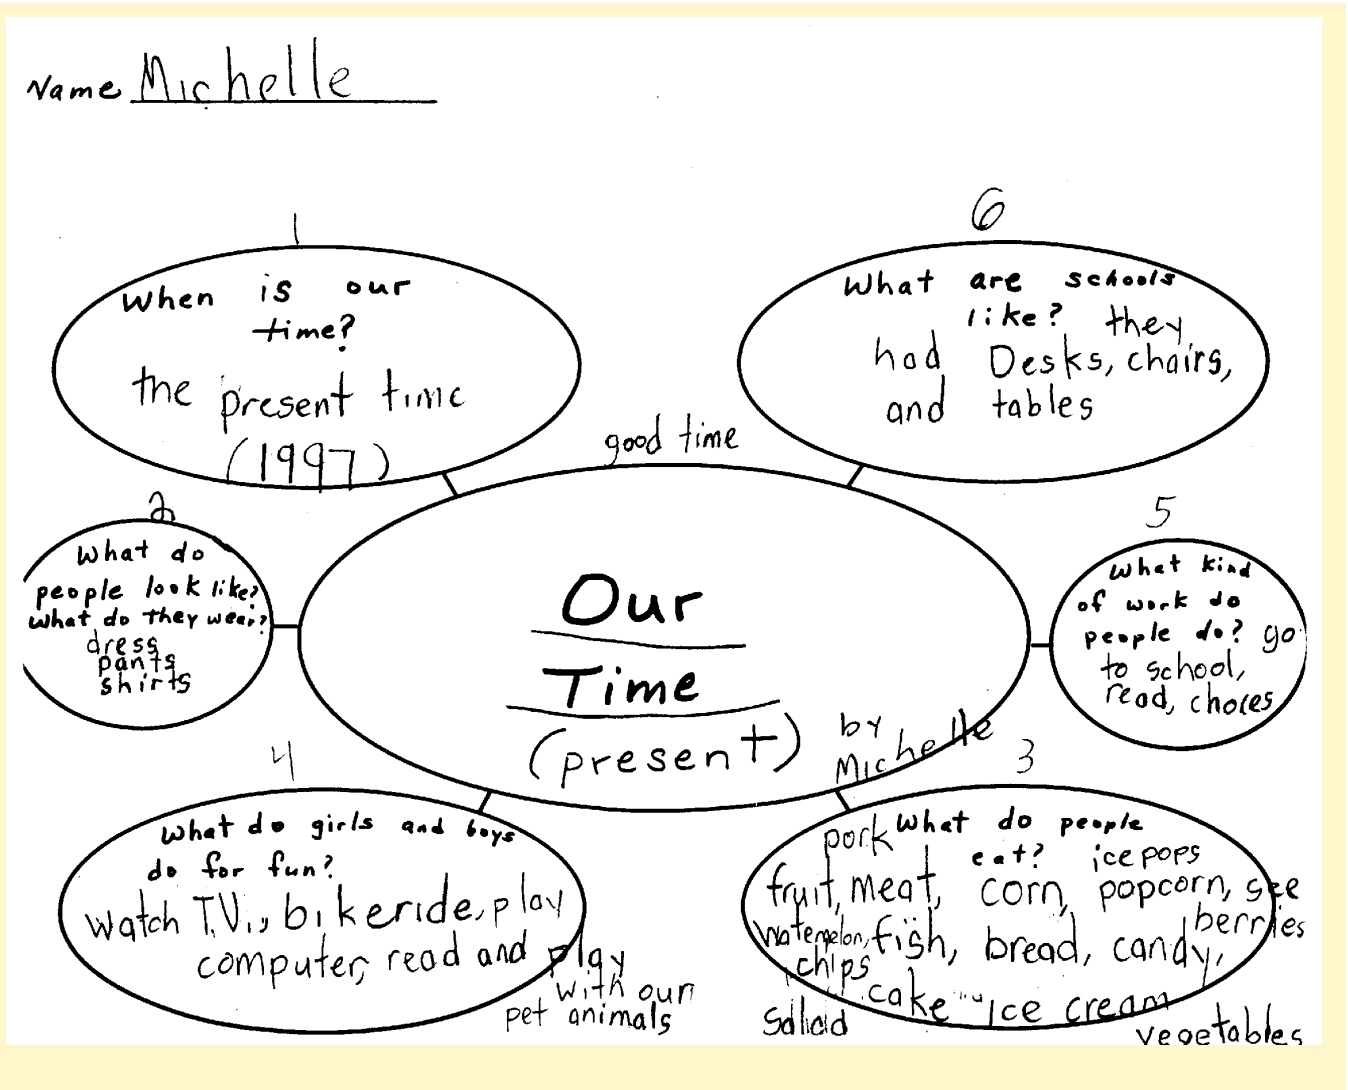 Name Michelle
1
When is our
time?
the present time
(1997)
6
What are schools
like? they
had Desks, chairs,
and tables
good time
Our
Time
(present)
by
Michelle
2
What do
people look like?
What do they wear?
dress
pants
shirts
5
What kind
of work do
people do? go
to school,
read, chores
4
What do girls and boys
do for fun?
watch T.V., bikeride, play
computer, read and play
with our
pet animals
3
What do people
eat? ice pops
pork
fruit, meat, corn, popcorn,
berries
watermelon, fish, bread, candy,
chips
cake ice cream
vegetables